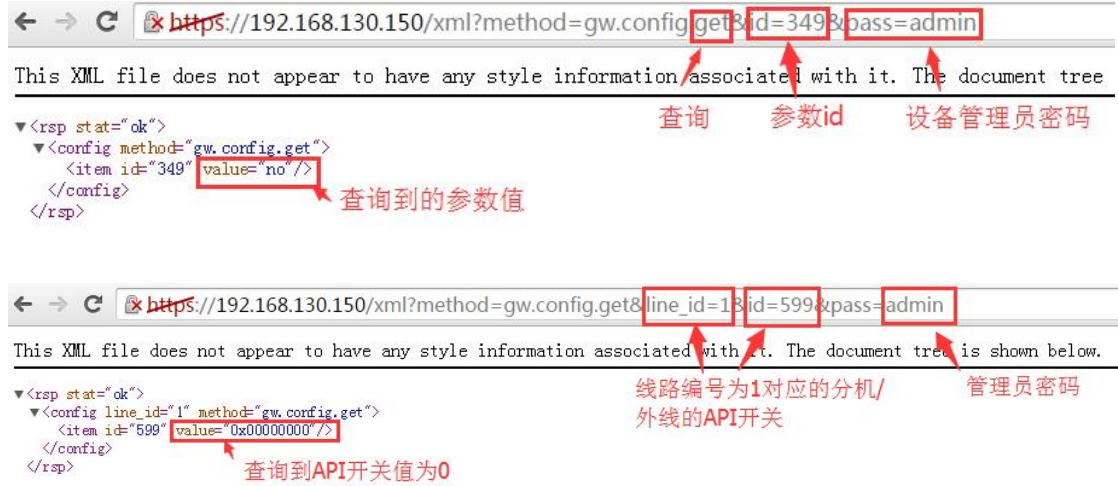 https://192.168.130.150/xml?method=gw.config.get&id=349&pass=admin
This XML file does not appear to have any style information associated with it. The document tree
查询
参数id
设备管理员密码
▼<rsp stat="ok">
▼<config method="gw.config.get">
<item id="349" value="no"/>
</config>
</rsp>
查询到的参数值
https://192.168.130.150/xml?method=gw.config.get&line_id=1&id=599&pass=admin
This XML file does not appear to have any style information associated with it. The document tree is shown below.
线路编号为1对应的分机/
外线的API开关
管理员密码
▼<rsp stat="ok">
▼<config line_id="1" method="gw.config.get">
<item id="599" value="0x00000000"/>
</config>
</rsp>
查询到API开关值为0